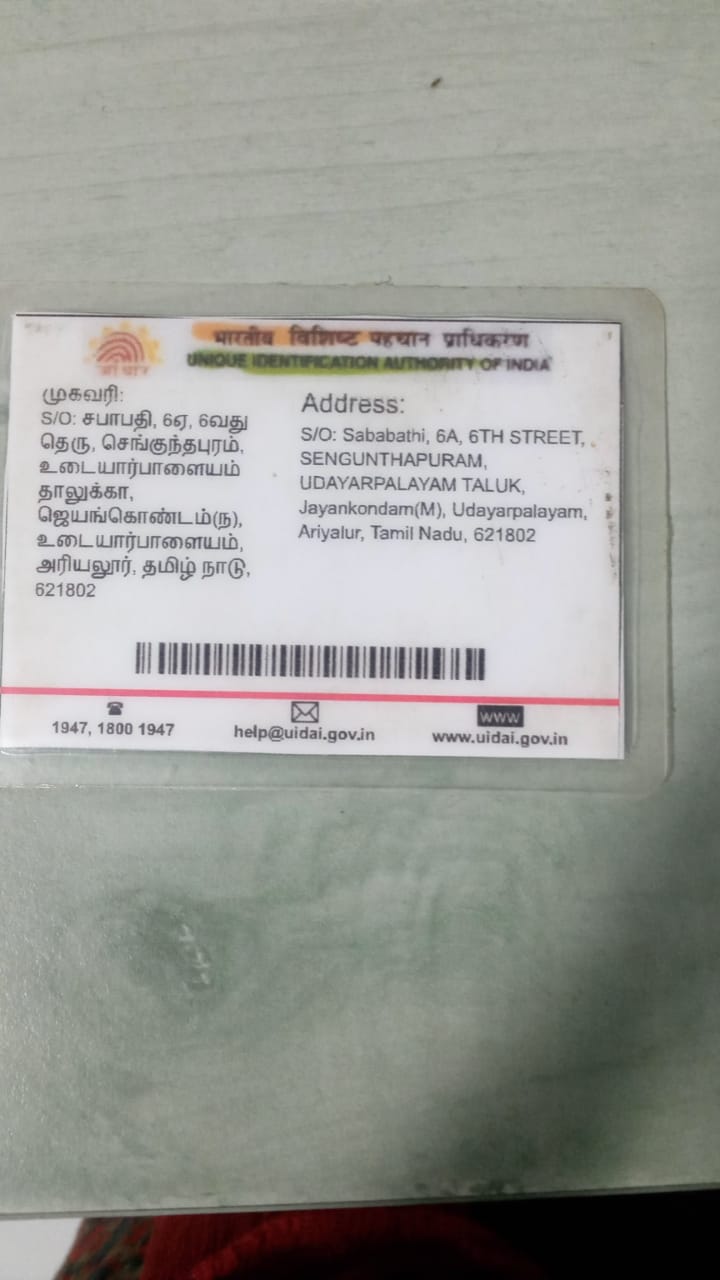 भारतीय विशिष्ट पहचान प्राधिकरण
UNIQUE IDENTIFICATION AUTHORITY OF INDIA
முகவரி:
S/O: சபாபதி, 6ஏ, 6வது
தெரு, செங்குந்தபுரம்,
உடையார்பாளையம்
தாலுக்கா,
ஜெயங்கொண்டம்(ந),
உடையார்பாளையம்,
அரியலூர், தமிழ் நாடு,
621802
Address:
S/O: Sababathi, 6A, 6TH STREET,
SENGUNTHAPURAM,
UDAYARPALAYAM TALUK,
Jayankondam(M), Udayarpalayam,
Ariyalur, Tamil Nadu, 621802
1947, 1800 1947
help@uidai.gov.in
WWW
www.uidai.gov.in